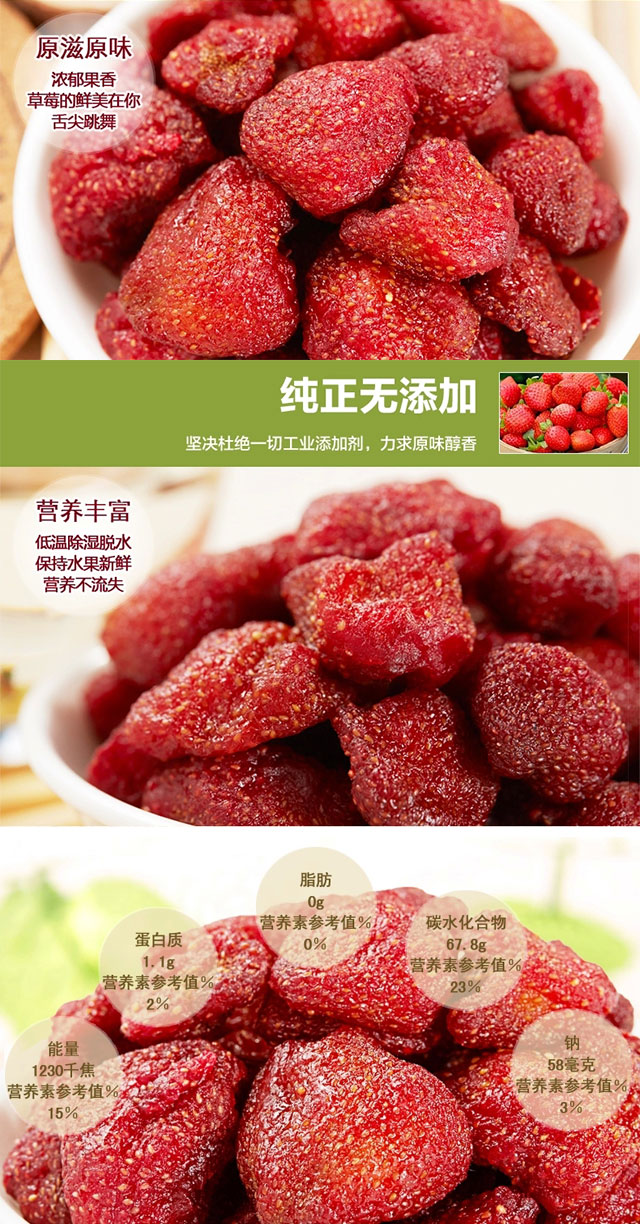 原滋原味
浓郁果香
草莓的鲜美在你
舌尖跳舞
纯正无添加
坚决杜绝一切工业添加剂，力求原味醇香
营养丰富
低温除湿脱水
保持水果新鲜
营养不流失
脂肪
0g
营养素参考值%
0%
碳水化合物
67.8g
营养素参考值%
23%
蛋白质
1.1g
营养素参考值%
2%
能量
1230千焦
营养素参考值%
15%
钠
58毫克
营养素参考值%
3%